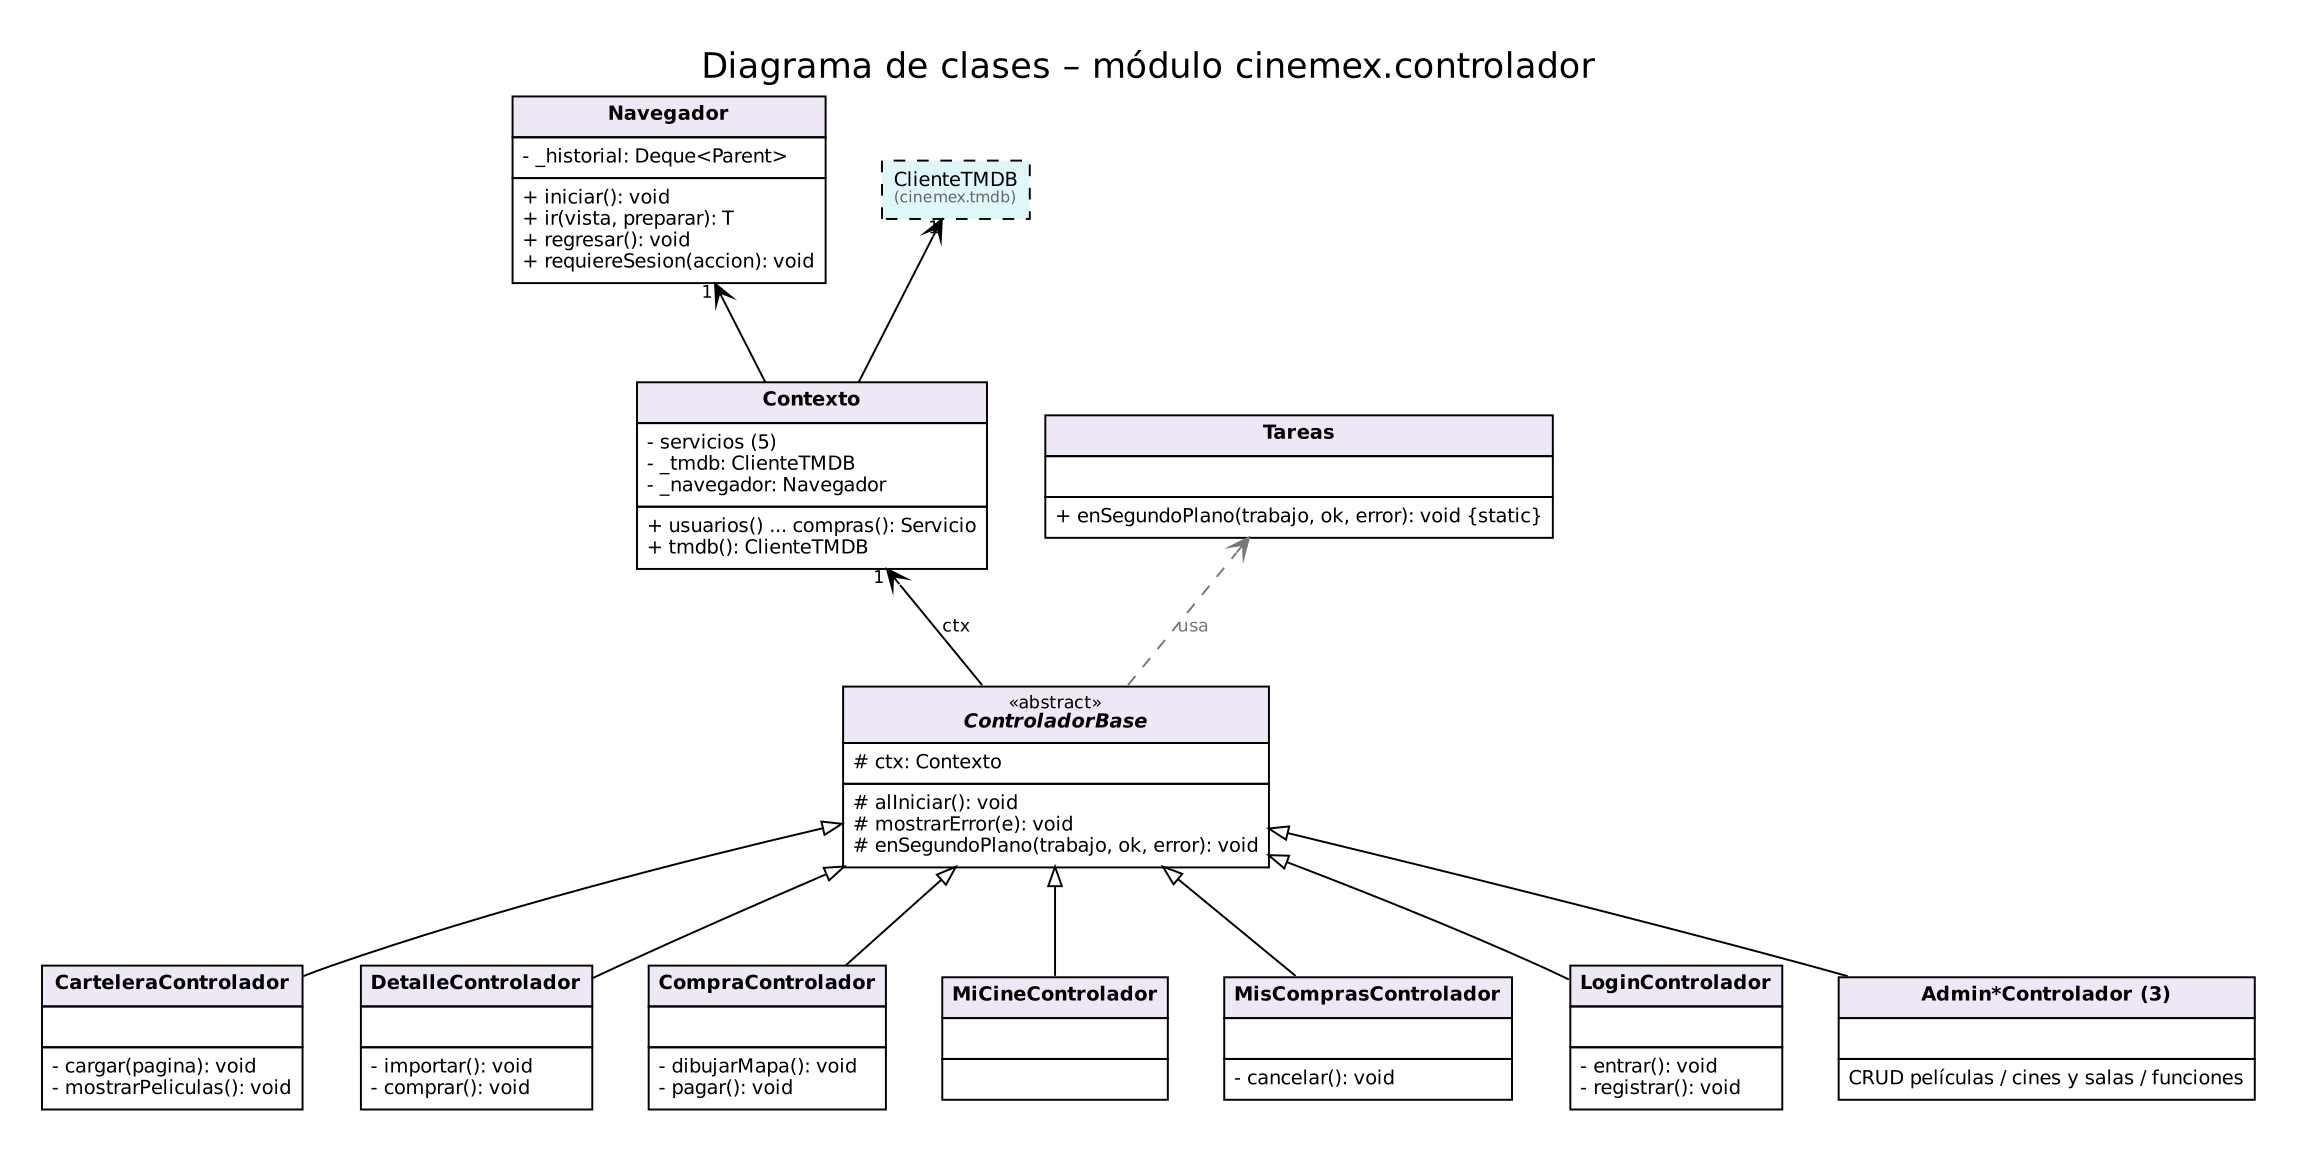 Diagrama de clases – módulo cinemex.controlador
Navegador
- _historial: Deque<Parent>
+ iniciar(): void
+ ir(vista, preparar): T
+ regresar(): void
+ requiereSesion(accion): void
ClienteTMDB
(cinemex.tmdb)
1
1
Contexto
- servicios (5)
- _tmdb: ClienteTMDB
- _navegador: Navegador
+ usuarios() ... compras(): Servicio
+ tmdb(): ClienteTMDB
Tareas
+ enSegundoPlano(trabajo, ok, error): void {static}
1
ctx
usa
«abstract»
ControladorBase
# ctx: Contexto
# alIniciar(): void
# mostrarError(e): void
# enSegundoPlano(trabajo, ok, error): void
CarteleraControlador
- cargar(pagina): void
- mostrarPeliculas(): void
DetalleControlador
- importar(): void
- comprar(): void
CompraControlador
- dibujarMapa(): void
- pagar(): void
MiCineControlador
MisComprasControlador
- cancelar(): void
LoginControlador
- entrar(): void
- registrar(): void
Admin*Controlador (3)
CRUD películas / cines y salas / funciones